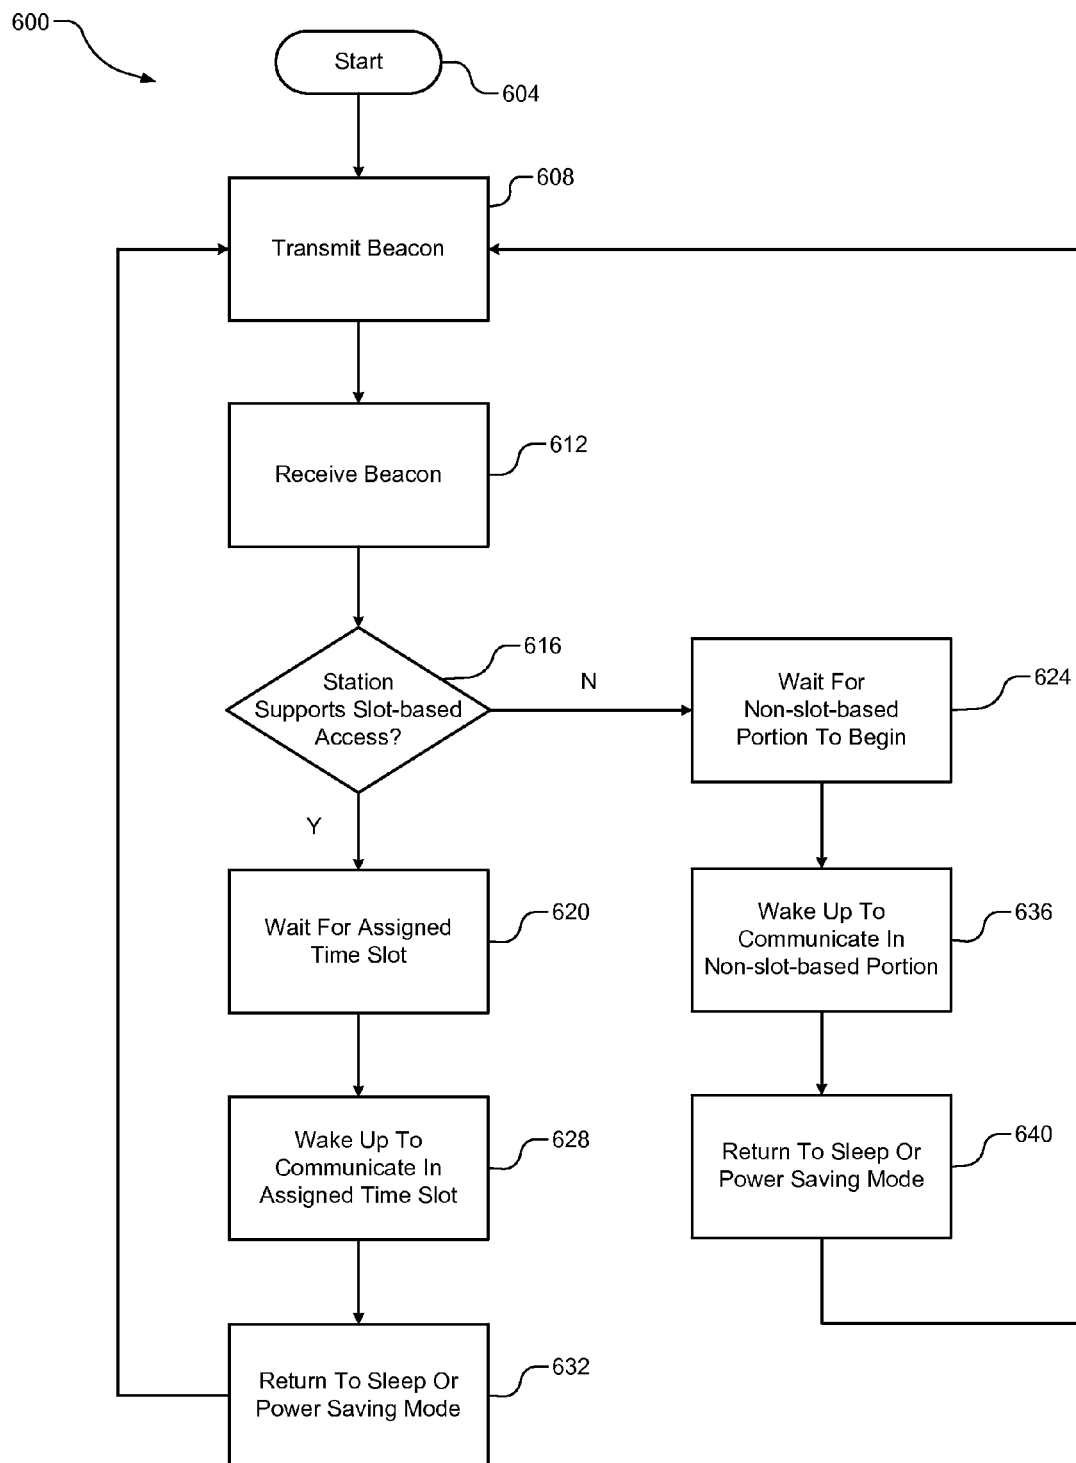 600
Start
604
608
Transmit Beacon
612
Receive Beacon
616
Station
Supports Slot-based
Access?
N
Y
624
Wait For
Non-slot-based
Portion To Begin
620
Wait For Assigned
Time Slot
636
Wake Up To
Communicate In
Non-slot-based Portion
628
Wake Up To
Communicate In
Assigned Time Slot
640
Return To Sleep Or
Power Saving Mode
632
Return To Sleep Or
Power Saving Mode